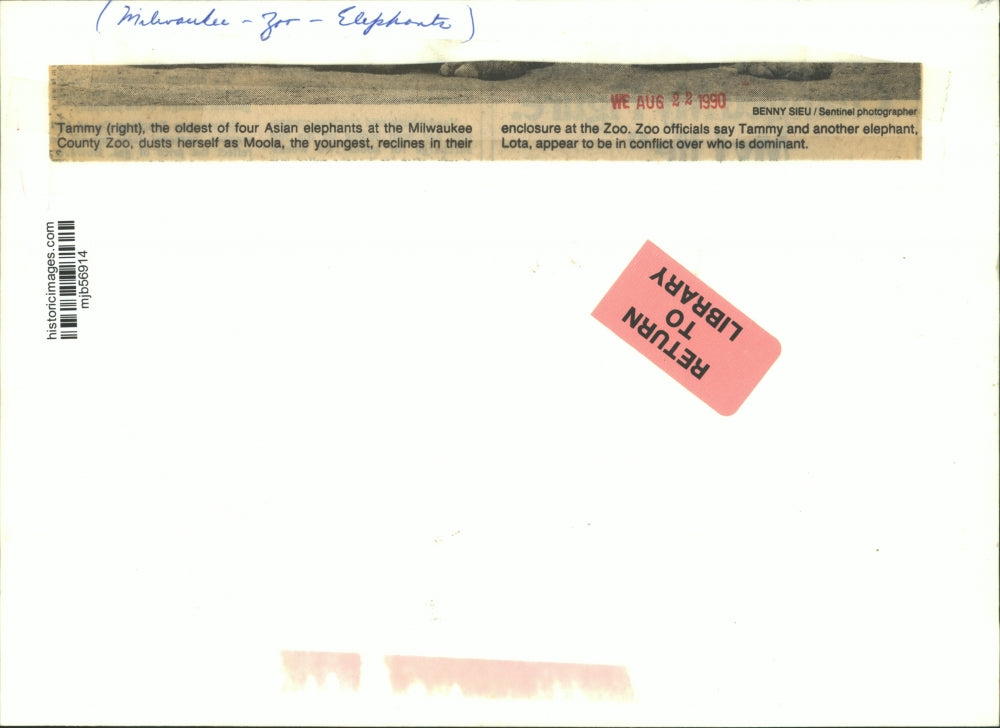 (Milwaukee - Zoo - Elephants)
WE AUG 22 1990
BENNY SIEU / Sentinel photographer
Tammy (right), the oldest of four Asian elephants at the Milwaukee
County Zoo, dusts herself as Moola, the youngest, reclines in their
enclosure at the Zoo. Zoo officials say Tammy and another elephant,
Lota, appear to be in conflict over who is dominant.
historicimages.com
mjb56914
RETURN
TO
LIBRARY